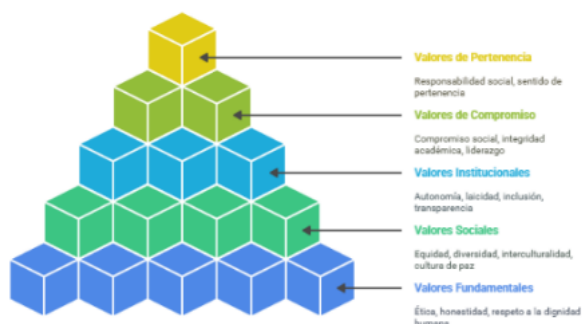 Valores de Pertenencia
Responsabilidad social, sentido de
pertenencia
Valores de Compromiso
Compromiso social, integridad
académica, liderazgo
Valores Institucionales
Autonomía, laicidad, inclusión,
transparencia
Valores Sociales
Equidad, diversidad, interculturalidad,
cultura de paz
Valores Fundamentales
Ética, honestidad, respeto a la dignidad
humana